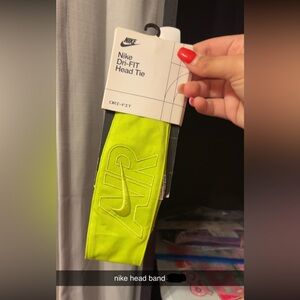 NIKE
Nike
Dri-FIT
Head Tie
DRI-FIT
AIR
nike head band